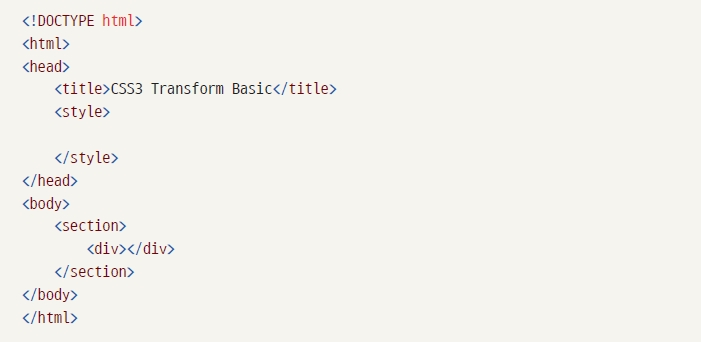 <!DOCTYPE html>
<html>
<head>
    <title>CSS3 Transform Basic</title>
    <style>

    </style>
</head>
<body>
    <section>
        <div></div>
    </section>
</body>
</html>